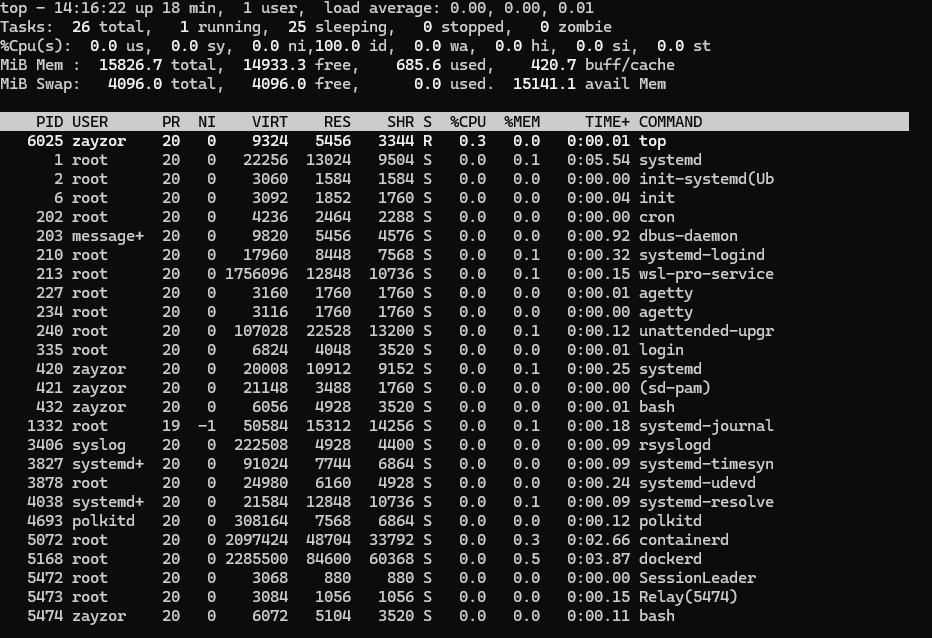 top - 14:16:22 up 18 min,  1 user,  load average: 0.00, 0.00, 0.01
Tasks:  26 total,   1 running,  25 sleeping,   0 stopped,   0 zombie
%Cpu(s):  0.0 us,  0.0 sy,  0.0 ni,100.0 id,  0.0 wa,  0.0 hi,  0.0 si,  0.0 st
MiB Mem :  15826.7 total,  14933.3 free,    685.6 used,    420.7 buff/cache
MiB Swap:   4096.0 total,   4096.0 free,      0.0 used.  15141.1 avail Mem

    PID USER      PR  NI    VIRT    RES    SHR S  %CPU  %MEM     TIME+ COMMAND
   6025 zayzor    20   0    9324   5456   3344 R   0.3   0.0   0:00.01 top
      1 root      20   0   22256  13024   9504 S   0.0   0.1   0:05.54 systemd
      2 root      20   0    3060   1584   1584 S   0.0   0.0   0:00.00 init-systemd(Ub
      6 root      20   0    3092   1852   1760 S   0.0   0.0   0:00.04 init
    202 root      20   0    4236   2464   2288 S   0.0   0.0   0:00.00 cron
    203 message+  20   0    9820   5456   4576 S   0.0   0.0   0:00.92 dbus-daemon
    210 root      20   0   17960   8448   7568 S   0.0   0.1   0:00.32 systemd-logind
    213 root      20   0 1756096  12848  10736 S   0.0   0.1   0:00.15 wsl-pro-service
    227 root      20   0    3160   1760   1760 S   0.0   0.0   0:00.01 agetty
    234 root      20   0    3116   1760   1760 S   0.0   0.0   0:00.00 agetty
    240 root      20   0  107028  22528  13200 S   0.0   0.1   0:00.12 unattended-upgr
    335 root      20   0    6824   4048   3520 S   0.0   0.0   0:00.01 login
    420 zayzor    20   0   20008  10912   9152 S   0.0   0.1   0:00.25 systemd
    421 zayzor    20   0   21148   3488   1760 S   0.0   0.0   0:00.00 (sd-pam)
    432 zayzor    20   0    6056   4928   3520 S   0.0   0.0   0:00.01 bash
   1332 root      19  -1   50584  15312  14256 S   0.0   0.1   0:00.18 systemd-journal
   3406 syslog    20   0  222508   4928   4400 S   0.0   0.0   0:00.09 rsyslogd
   3827 systemd+  20   0   91024   7744   6864 S   0.0   0.0   0:00.09 systemd-timesyn
   3878 root      20   0   24980   6160   4928 S   0.0   0.0   0:00.24 systemd-udevd
   4038 systemd+  20   0   21584  12848  10736 S   0.0   0.1   0:00.09 systemd-resolve
   4693 polkitd   20   0  308164   7568   6864 S   0.0   0.0   0:00.12 polkitd
   5072 root      20   0 2097424  48704  33792 S   0.0   0.3   0:02.66 containerd
   5168 root      20   0 2285500  84600  60368 S   0.0   0.5   0:03.87 dockerd
   5472 root      20   0    3068    880    880 S   0.0   0.0   0:00.00 SessionLeader
   5473 root      20   0    3084   1056   1056 S   0.0   0.0   0:00.15 Relay(5474)
   5474 zayzor    20   0    6072   5104   3520 S   0.0   0.0   0:00.11 bash